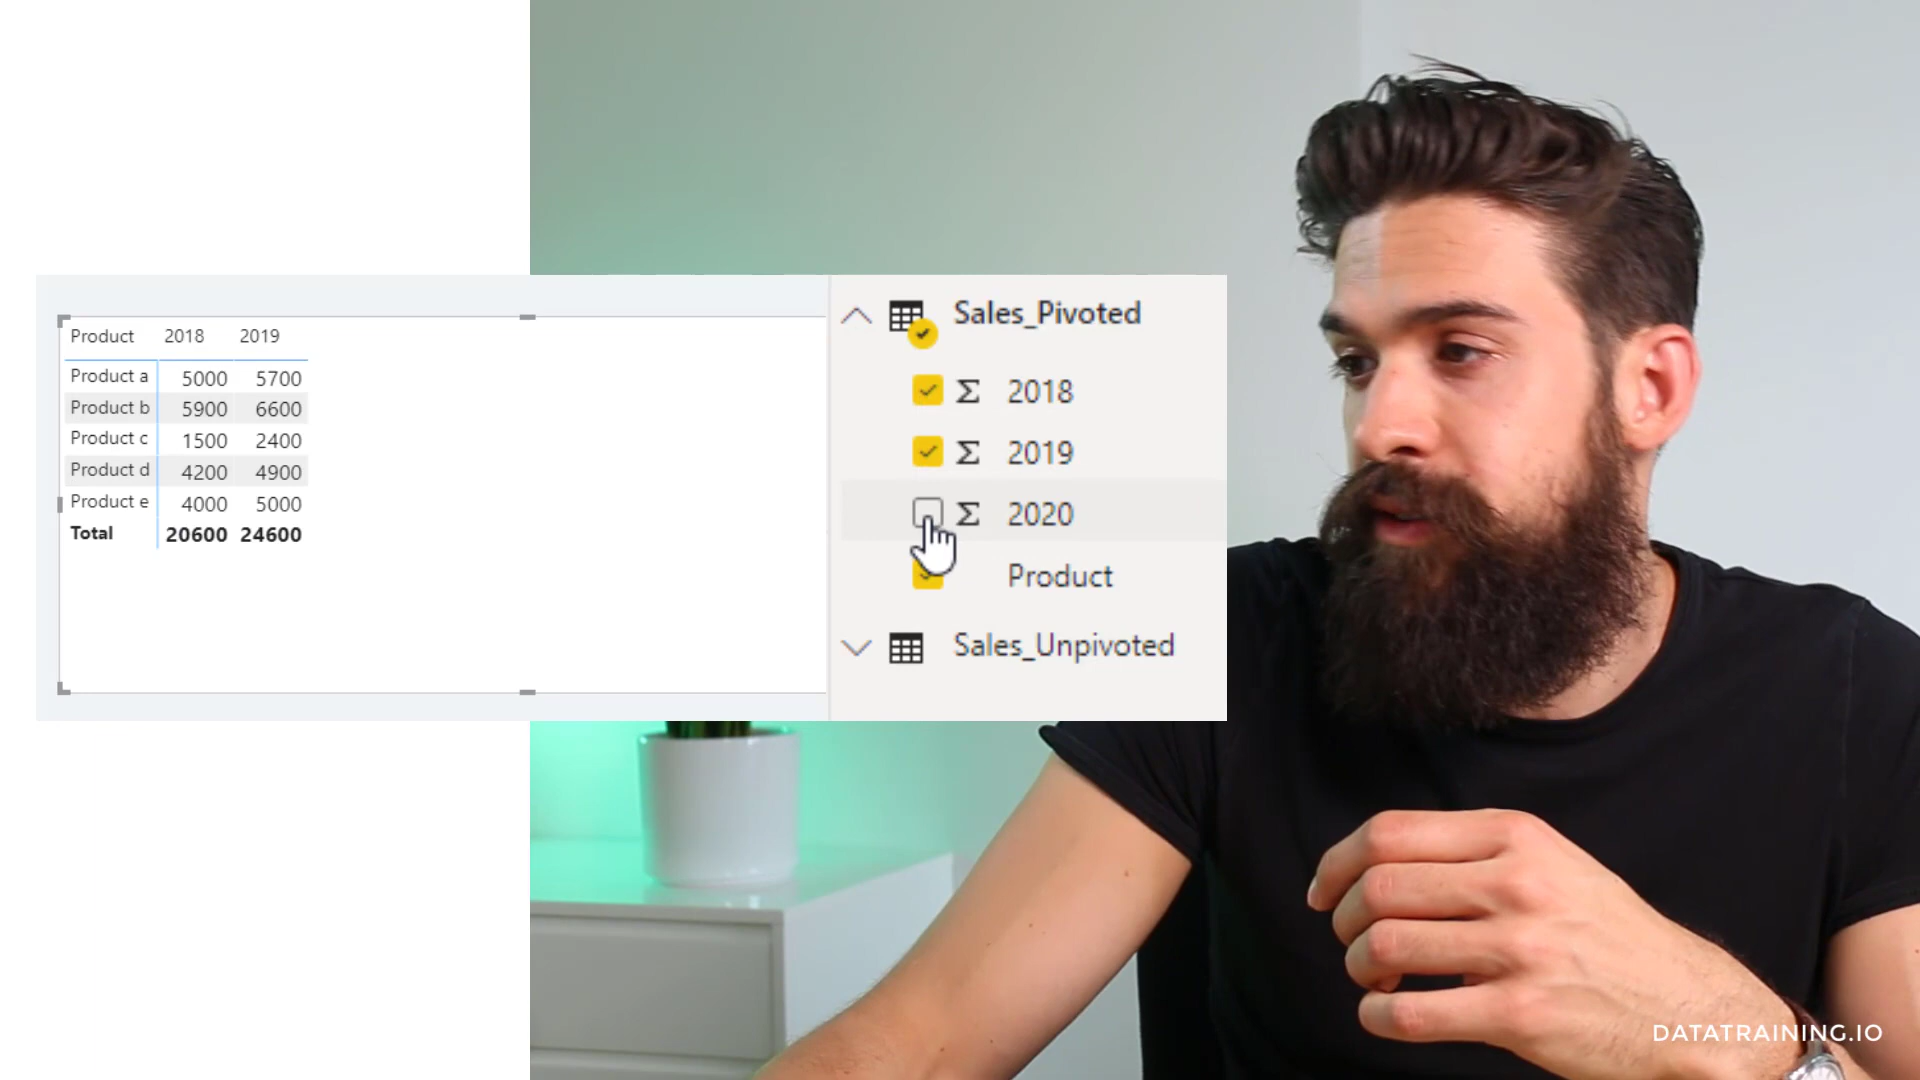 Product 2018 2019
Product a 5000 5700
Product b 5900 6600
Product c 1500 2400
Product d 4200 4900
Product e 4000 5000
Total 20600 24600
Sales_Pivoted
Σ 2018
Σ 2019
Σ 2020
Product
Sales_Unpivoted
DATATRAINING.IO